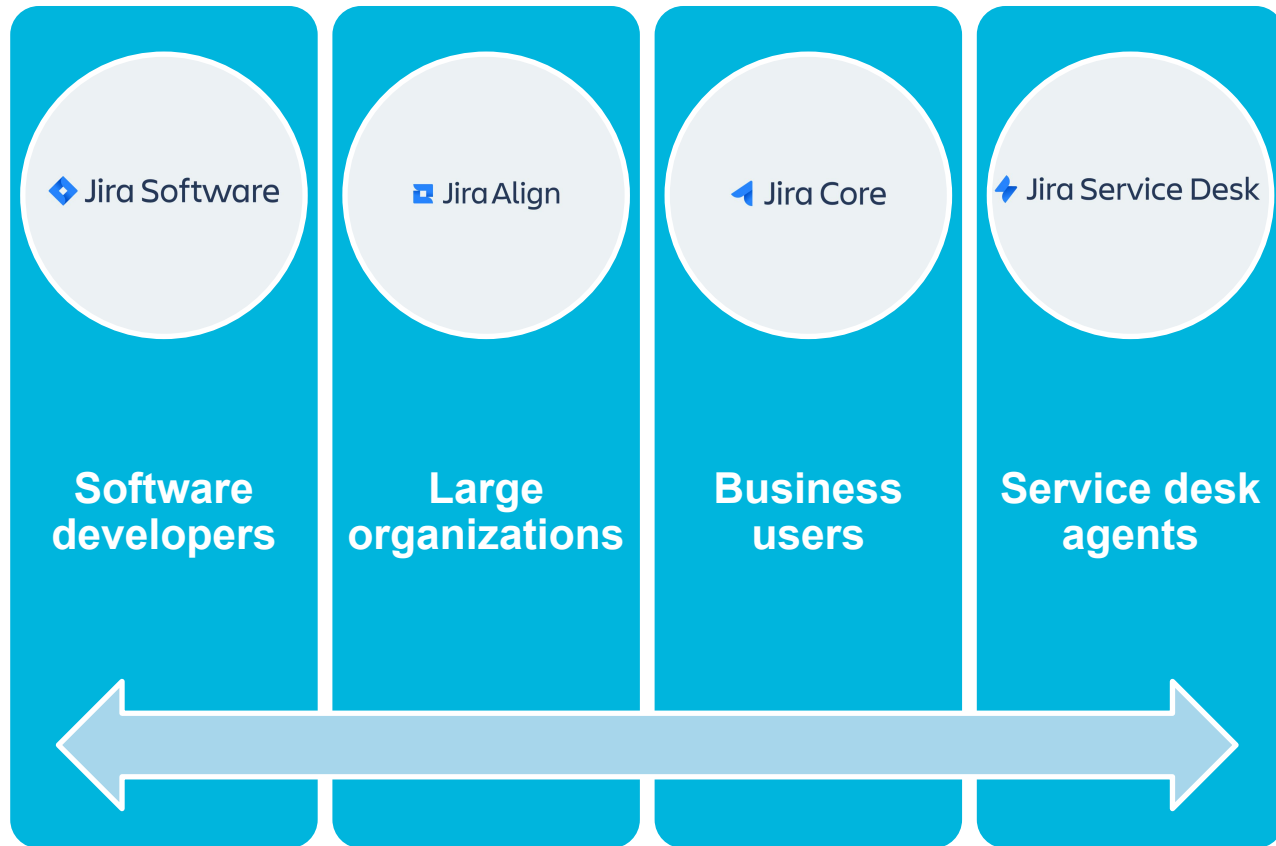 Jira Software
Jira Align
Jira Core
Jira Service Desk
Software
developers
Large
organizations
Business
users
Service desk
agents